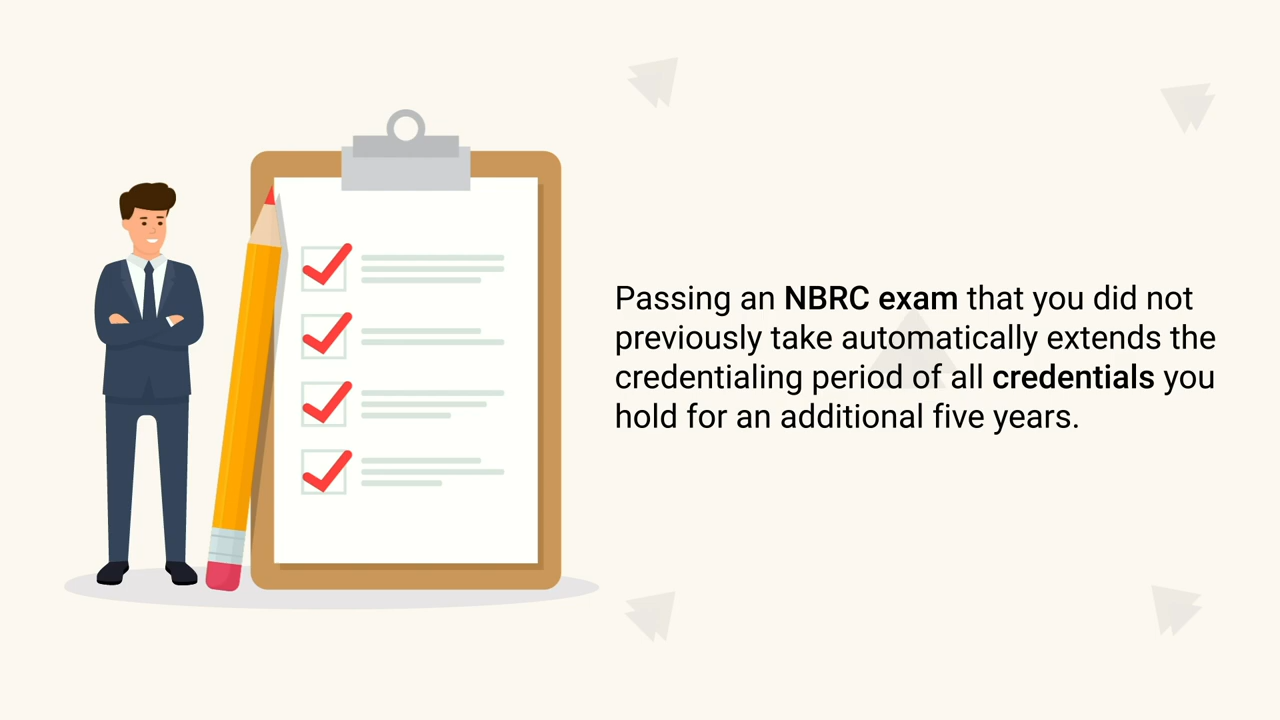 Passing an NBRC exam that you did not
previously take automatically extends the
credentialing period of all credentials you
hold for an additional five years.